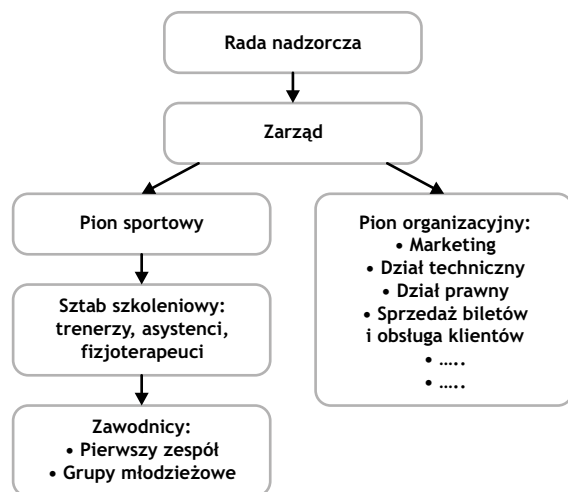 Rada nadzorcza
Zarząd
Pion sportowy
Sztab szkoleniowy:
trenerzy, asystenci,
fizjoterapeuci
Zawodnicy:
• Pierwszy zespół
• Grupy młodzieżowe
Pion organizacyjny:
• Marketing
• Dział techniczny
• Dział prawny
• Sprzedaż biletów
i obsługa klientów
• …..
• …..